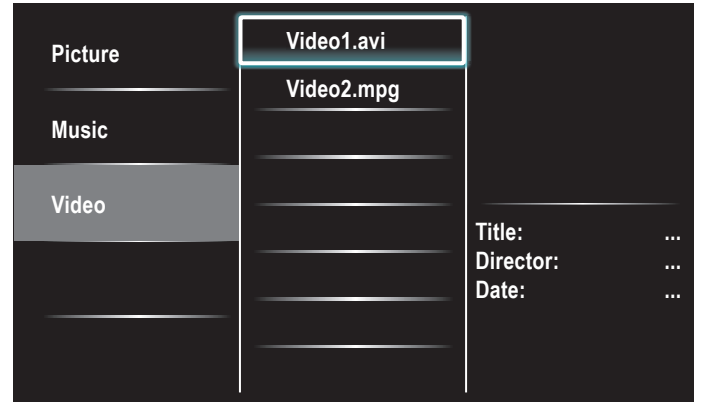 Picture
Music
Video
Video1.avi
Video2.mpg
Title: ...
Director: ...
Date: ...